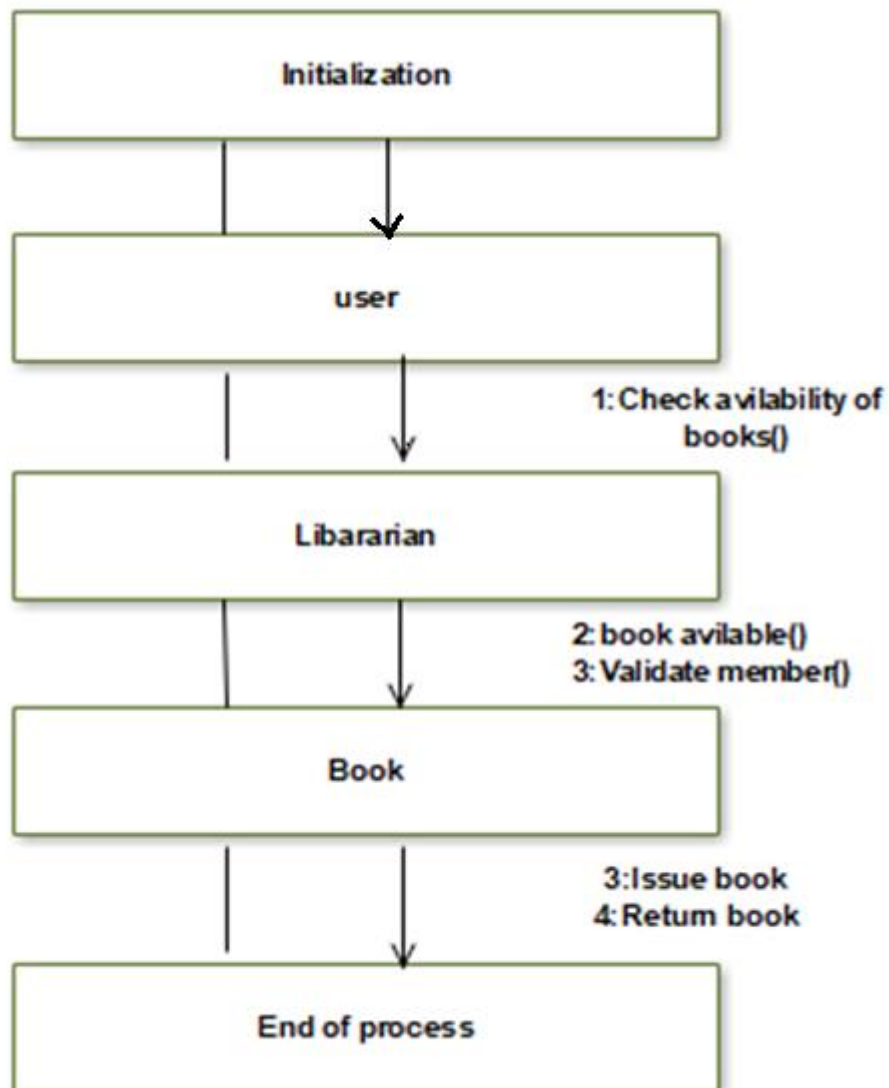 Initialization
user
1: Check avilability of
books()
Libararian
2: book avilable()
3: Validate member()
Book
3:Issue book
4: Return book
End of process